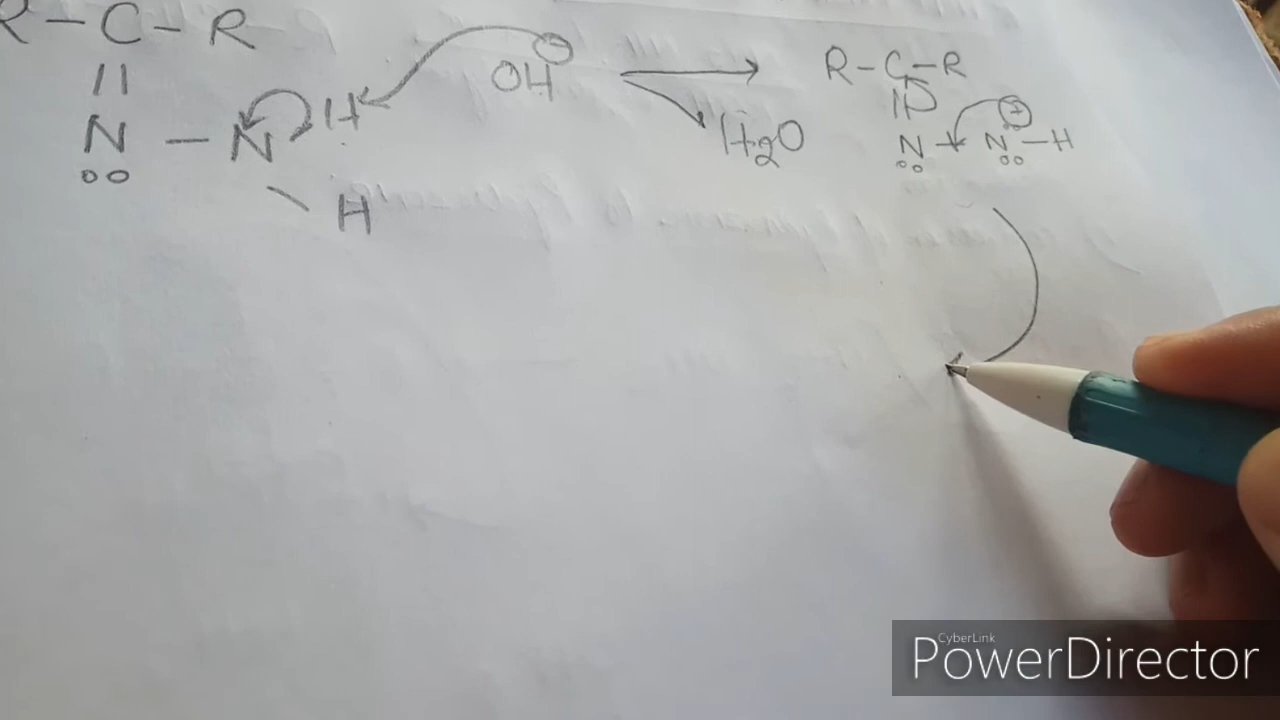 R-C-R
||
N-N-H
H
OH ⊖
→
H2O
R-C-R
||
N-N-H
⊕
CyberLink
PowerDirector